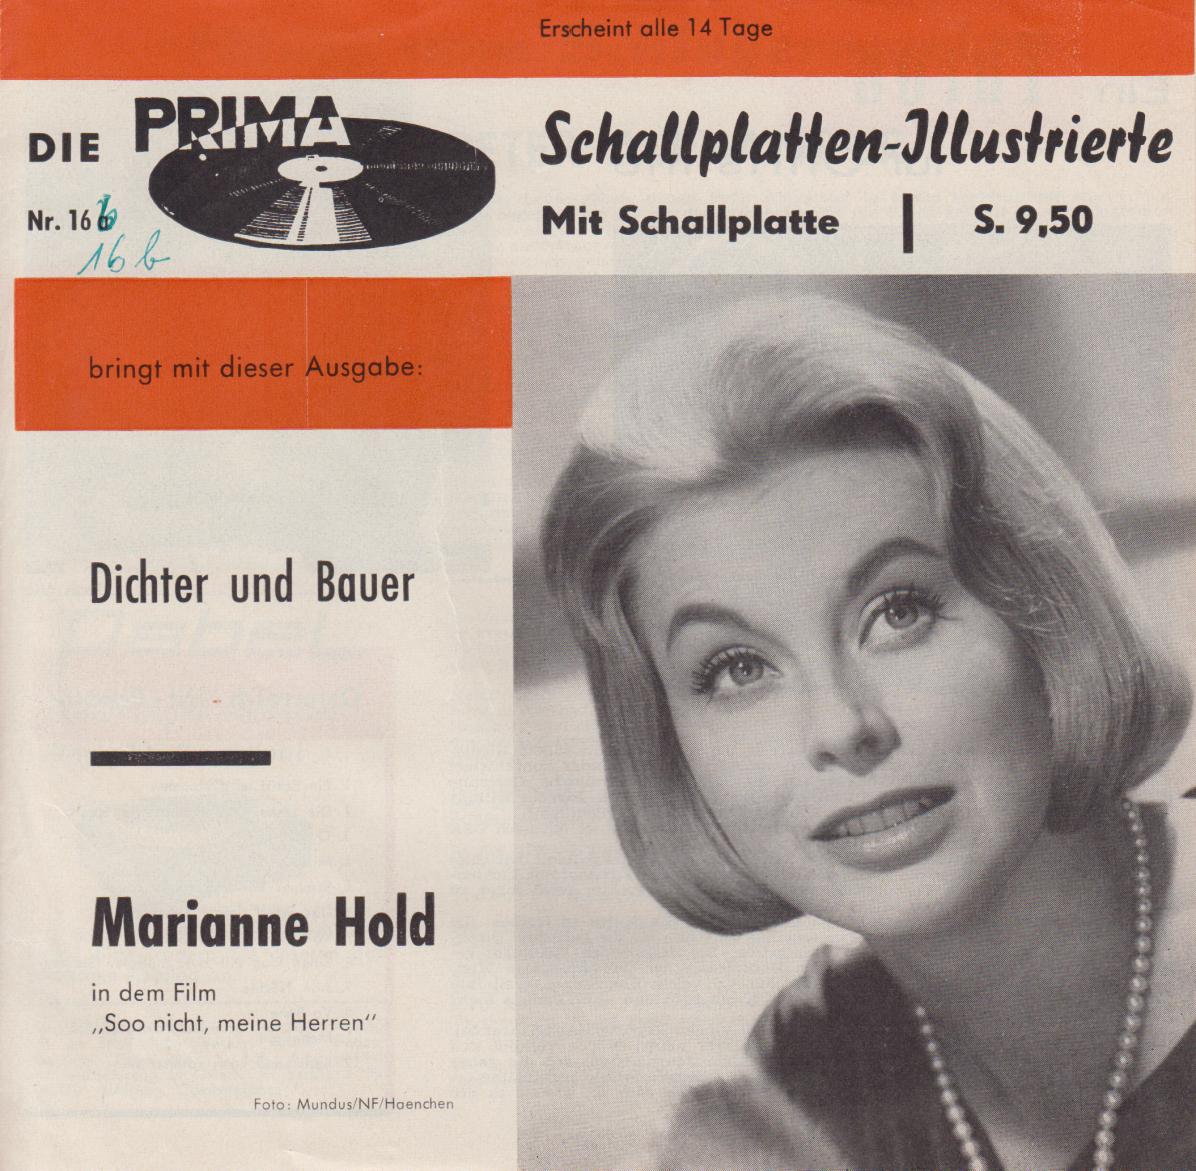 Erscheint alle 14 Tage
DIE PRIMA Schallplatten-Illustrierte
Nr. 16 b
16 b
Mit Schallplatte S. 9,50
bringt mit dieser Ausgabe:
Dichter und Bauer
Marianne Hold
in dem Film
„Soo nicht, meine Herren“
Foto: Mundus/NF/Haenchen